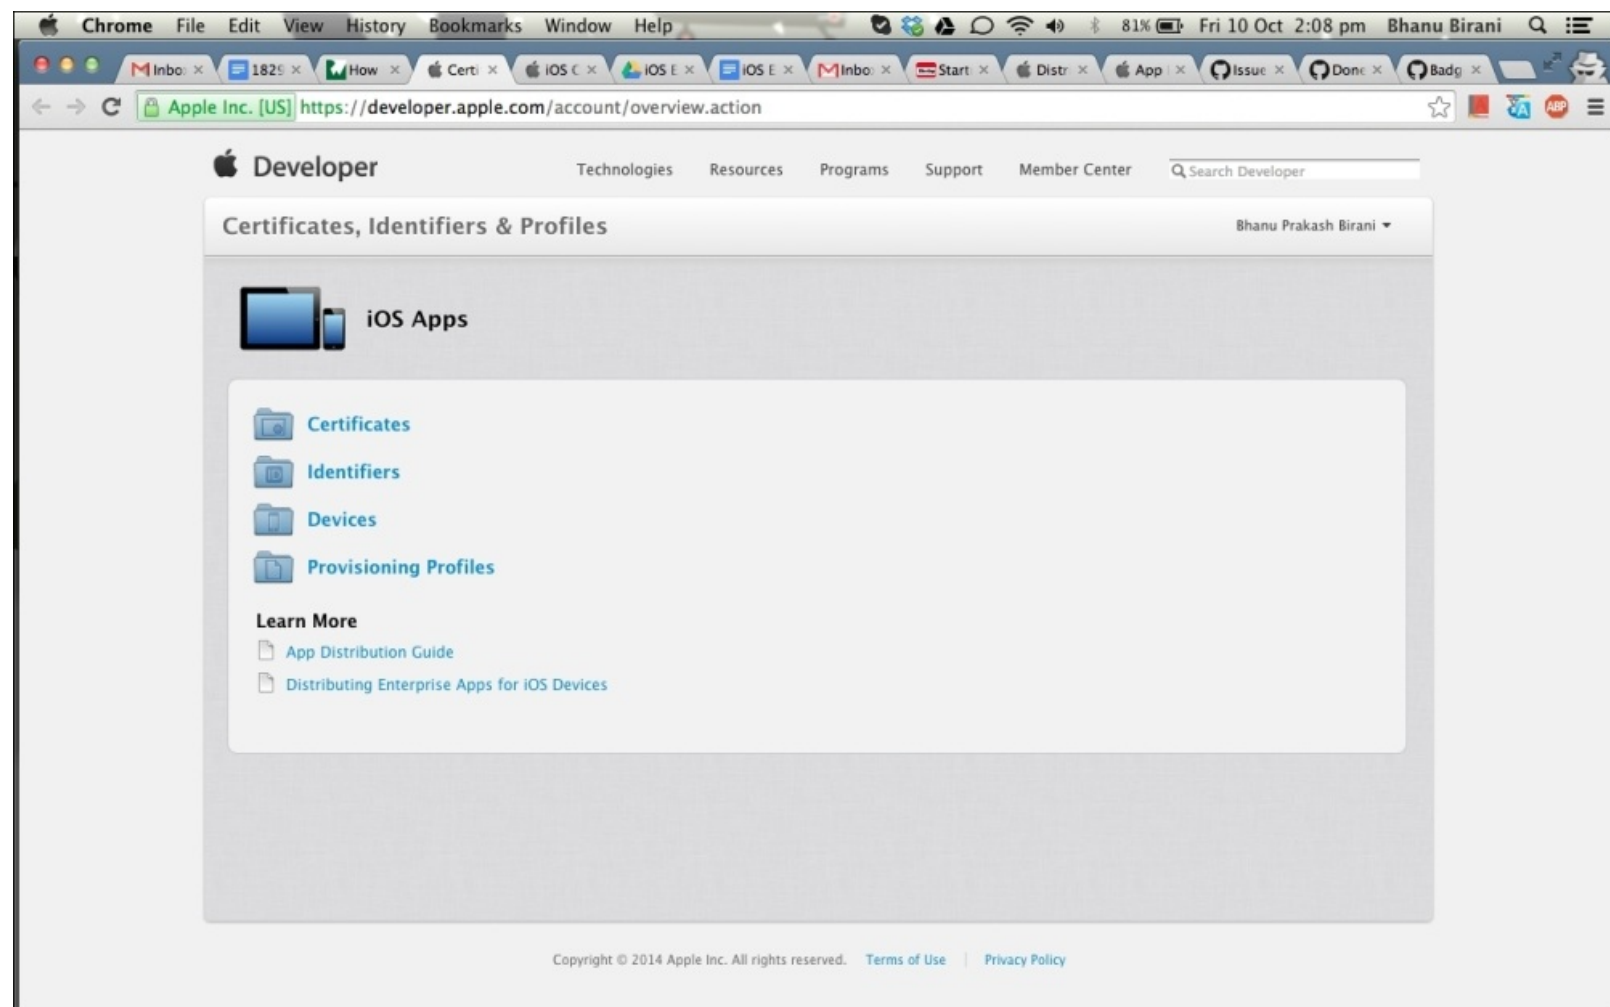 Chrome File Edit View History Bookmarks Window Help 81% Fri 10 Oct 2:08 pm Bhanu Birani
Inbo 1829 How Certi iOS C iOS E iOS E Inbo Start Distr App Issue Done Badg
Apple Inc. [US] https://developer.apple.com/account/overview.action ABP
Developer Technologies Resources Programs Support Member Center Search Developer
Certificates, Identifiers & Profiles Bhanu Prakash Birani
iOS Apps
Certificates
Identifiers
Devices
Provisioning Profiles
Learn More
App Distribution Guide
Distributing Enterprise Apps for iOS Devices
Copyright © 2014 Apple Inc. All rights reserved. Terms of Use | Privacy Policy